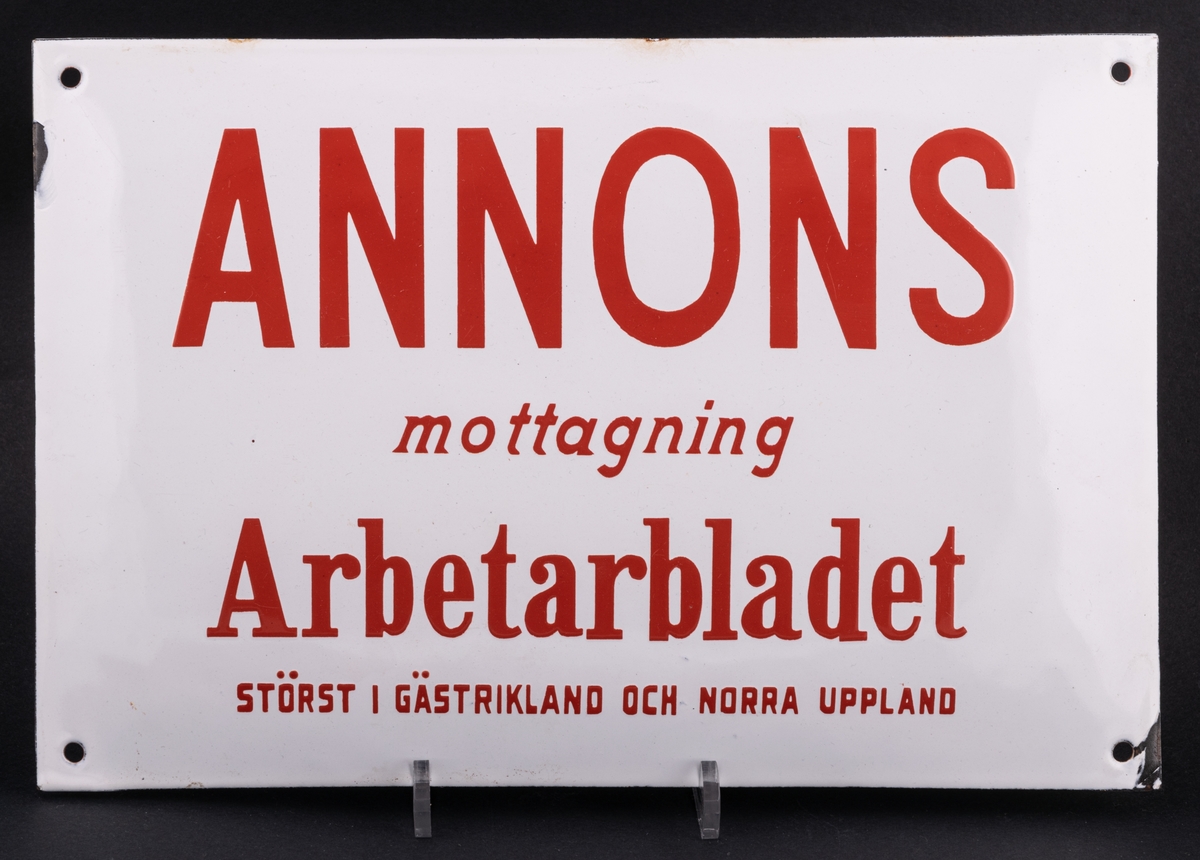 ANNONS
mottagning
Arbetarbladet
STÖRST I GÄSTRIKLAND OCH NORRA UPPLAND